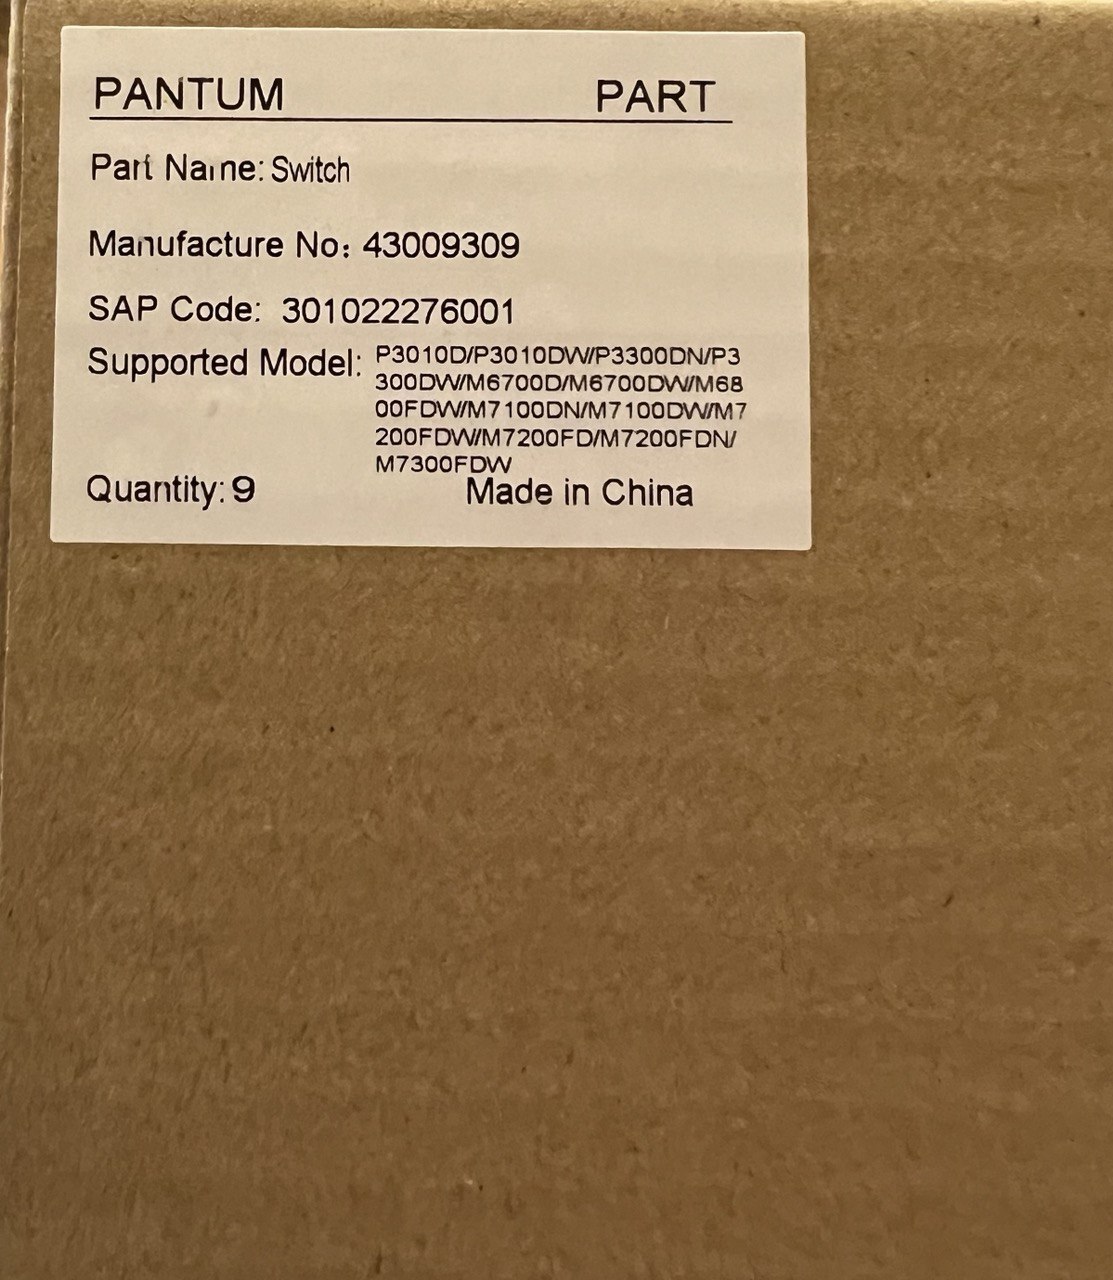 PANTUM PART
Part Name: Switch
Manufacture No: 43009309
SAP Code: 301022276001
Supported Model: P3010D/P3010DW/P3300DN/P3
300DW/M6700D/M6700DW/M68
00FDW/M7100DN/M7100DW/M7
200FDW/M7200FD/M7200FDN/
M7300FDW
Quantity: 9 Made in China